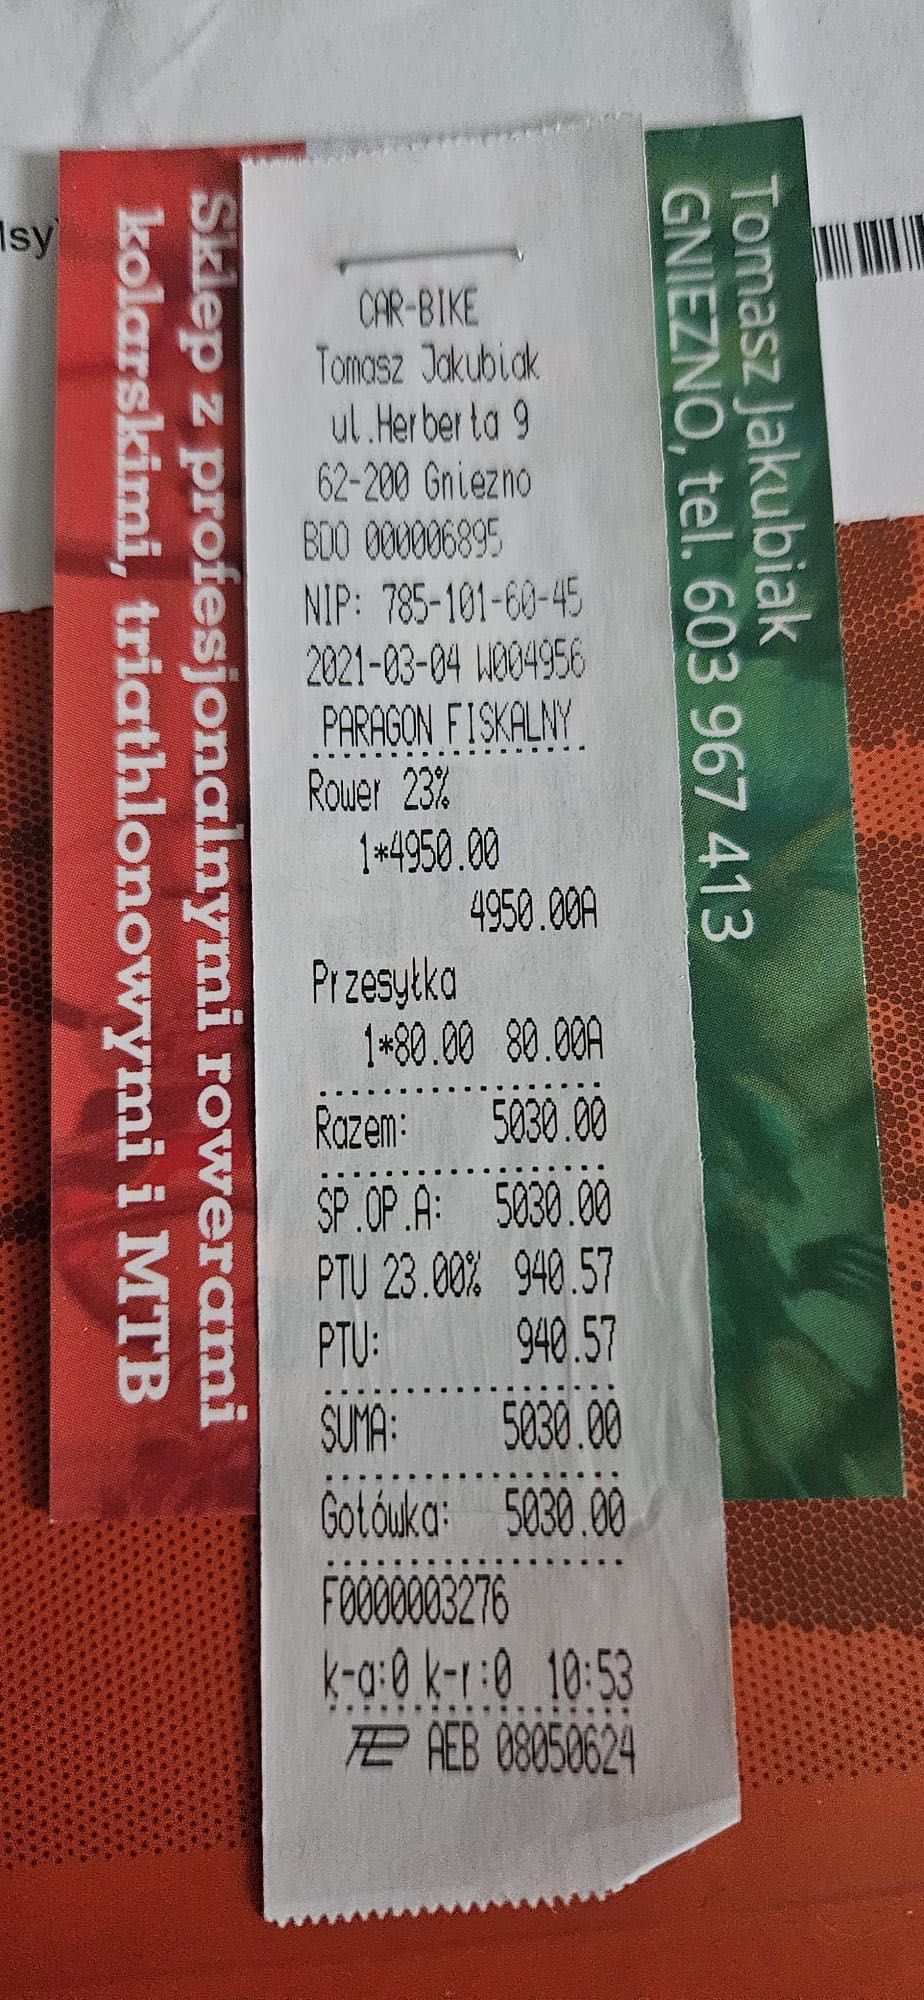 lsy
Sklep z profesjonalnymi rowerami
kolarskimi, triathlonowymi i MTB
CAR-BIKE
Tomasz Jakubiak
ul.Herberta 9
62-200 Gniezno
BDO 000006895
NIP: 785-101-60-45
2021-03-04 W004956
PARAGON FISKALNY
Rower 23%
1*4950.00
4950.00A
Przesyłka
1*80.00 80.00A
Razem: 5030.00
SP.OP.A: 5030.00
PTU 23.00% 940.57
PTU: 940.57
SUMA: 5030.00
Gotówka: 5030.00
F0000003276
k-a:0 k-r:0 10:53
AEB 08050624
Tomasz Jakubiak
GNIEZNO, tel. 603 967 413